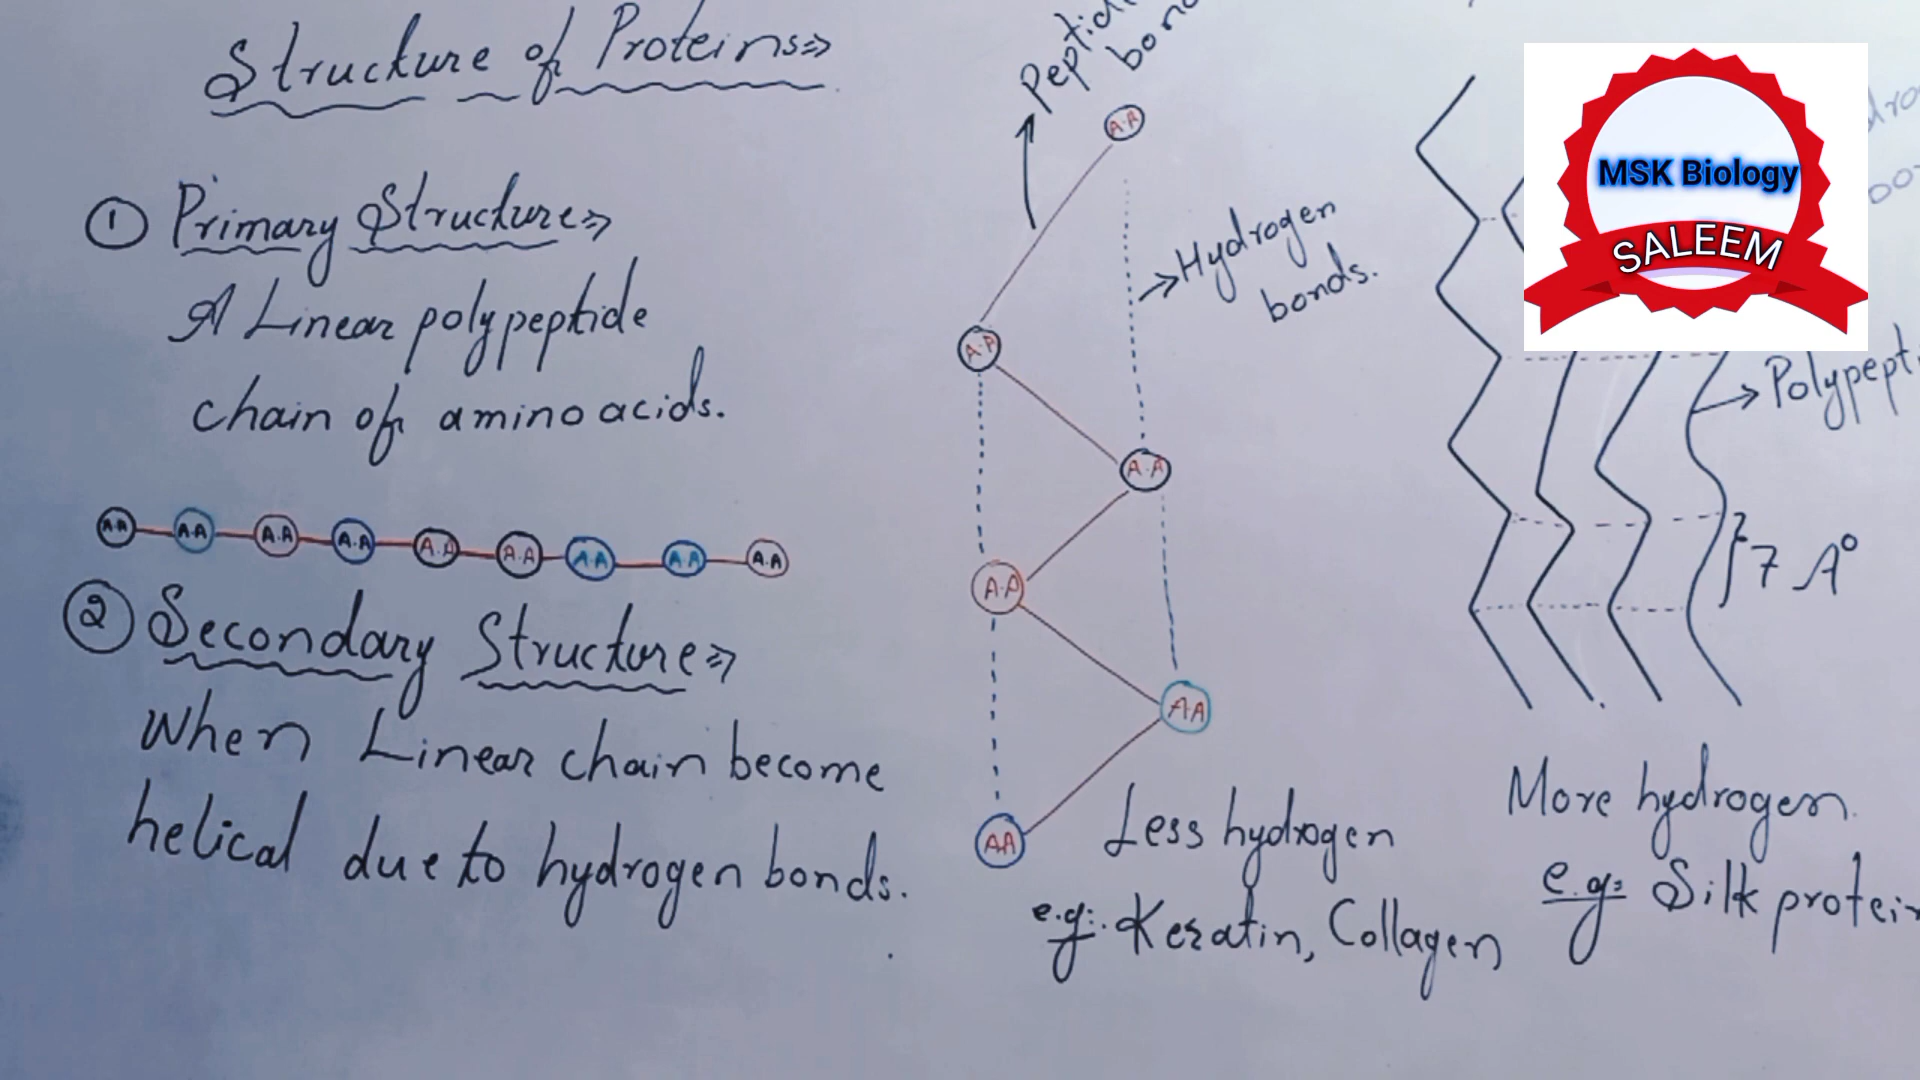 Structure of Proteins⇒
① Primary Structure⇒
A Linear polypeptide
chain of amino acids.
A·A A·A A·A A·A A·A A·A A·A A·A A·A
② Secondary Structure⇒
When Linear chain become
helical due to hydrogen bonds.
bon
A·A
→Hydrogen
bonds.
A·A
A·A
A·A
A·A
AA
Less hydrogen
e.g:. Keratin, Collagen
MSK Biology
SALEEM
7 A°
More hydrogen.
e.g= Silk protein